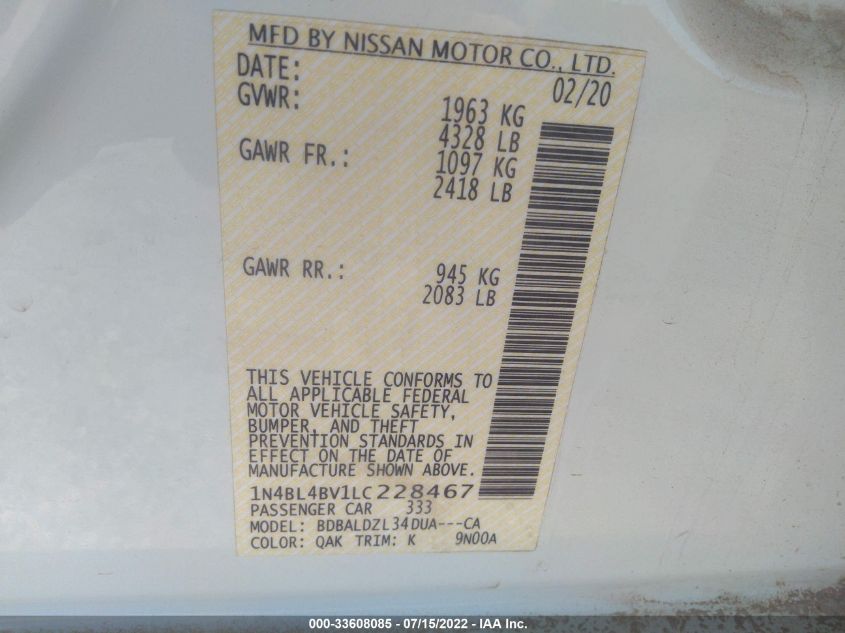 MFD BY NISSAN MOTOR CO., LTD.
DATE: 02/20
GVWR: 1963 KG
4328 LB
GAWR FR.: 1097 KG
2418 LB
GAWR RR.: 945 KG
2083 LB
THIS VEHICLE CONFORMS TO
ALL APPLICABLE FEDERAL
MOTOR VEHICLE SAFETY,
BUMPER, AND THEFT
PREVENTION STANDARDS IN
EFFECT ON THE DATE OF
MANUFACTURE SHOWN ABOVE.
1N4BL4BV1LC228467
PASSENGER CAR 333
MODEL: BDBALDZL34DUA---CA
COLOR: QAK TRIM: K 9N00A
000-33608085 - 07/15/2022 - IAA Inc.